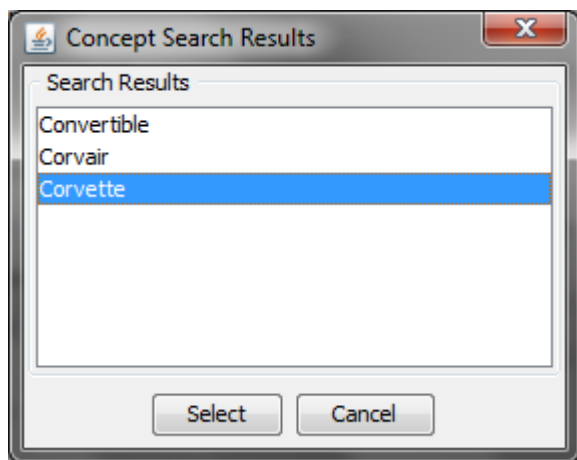 Concept Search Results
Search Results
Convertible
Corvair
Corvette
Select Cancel